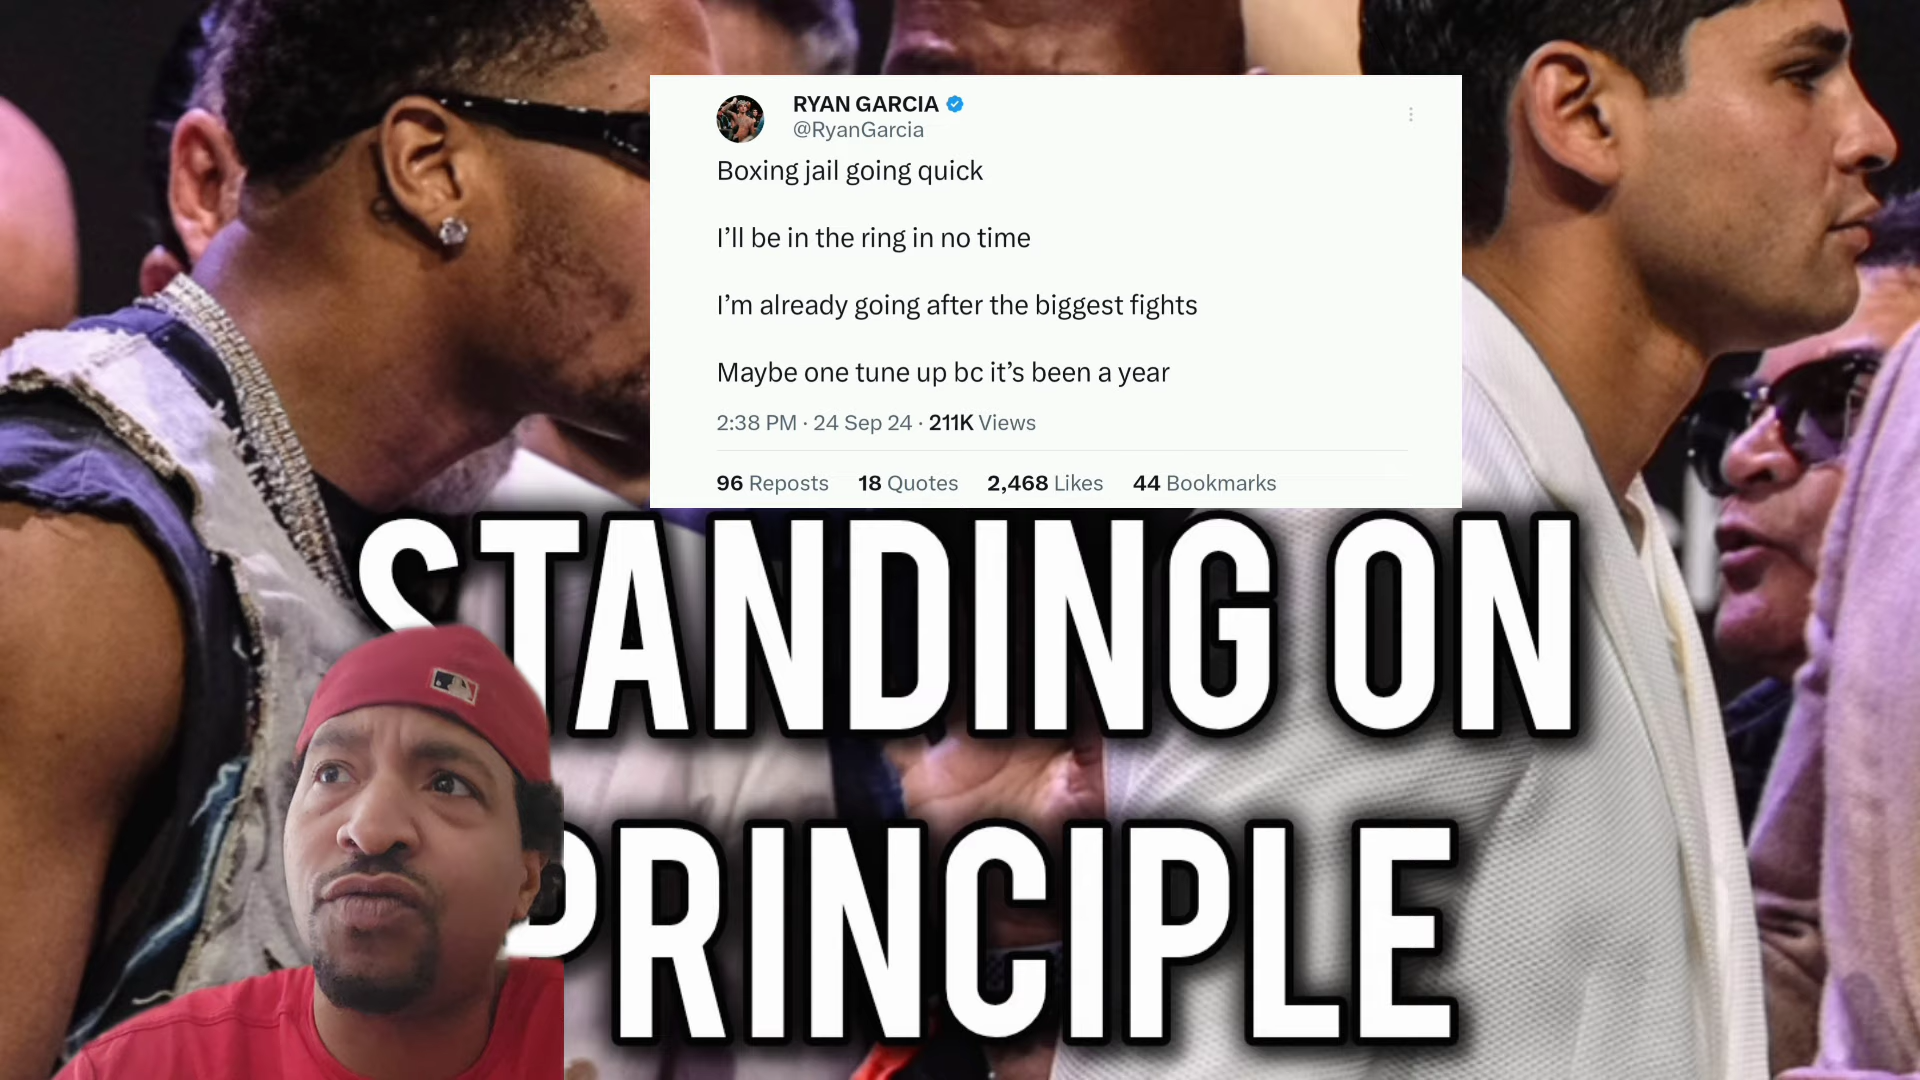 RYAN GARCIA
@RyanGarcia
Boxing jail going quick
I’ll be in the ring in no time
I’m already going after the biggest fights
Maybe one tune up bc it’s been a year
2:38 PM · 24 Sep 24 · 211K Views
96 Reposts 18 Quotes 2,468 Likes 44 Bookmarks
STANDING ON
PRINCIPLE